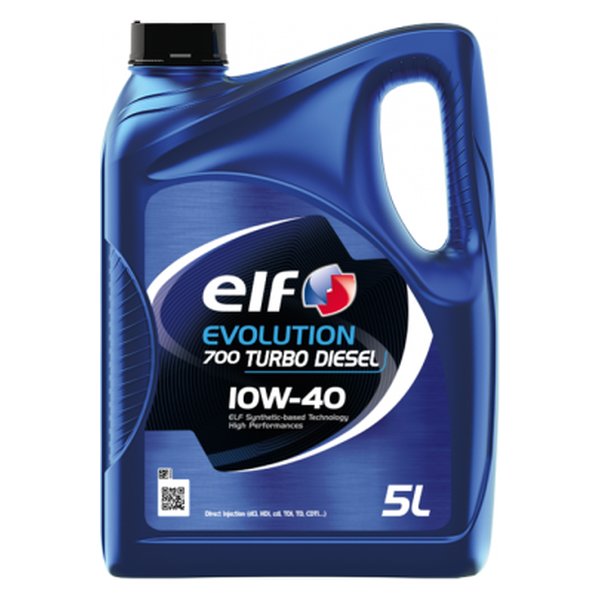 elf
EVOLUTION
700 TURBO DIESEL
10W-40
ELF Synthetic-based Technology
High Performances
Direct Injection (dCi, HDi, cdi, TDi, TD, CDTi...)
5L